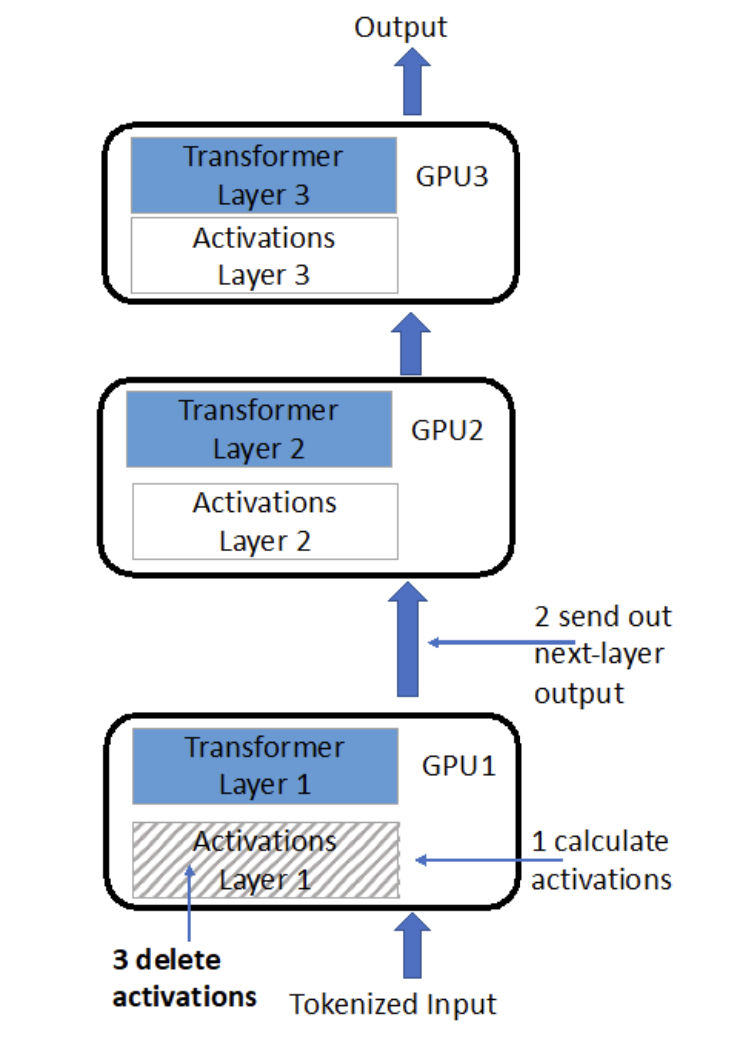 Output
Transformer
Layer 3
GPU3
Activations
Layer 3
Transformer
Layer 2
GPU2
Activations
Layer 2
2 send out
next-layer
output
Transformer
Layer 1
GPU1
Activations
Layer 1
1 calculate
activations
3 delete
activations
Tokenized Input